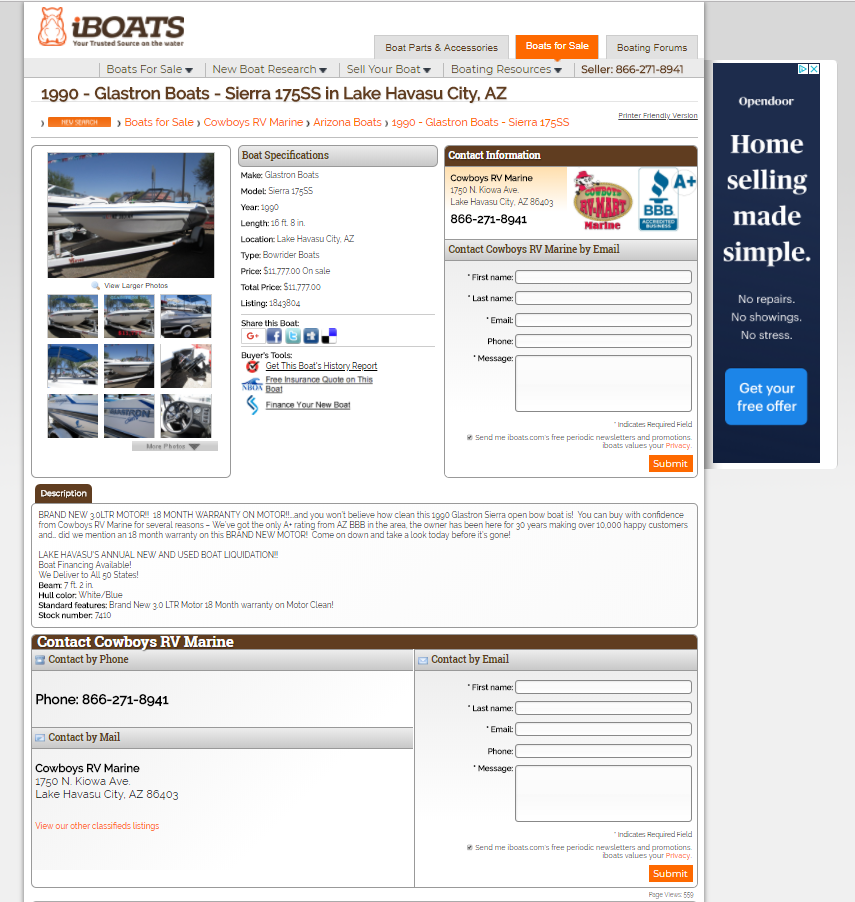 iBOATS
Your Trusted Source on the water
Boat Parts & Accessories
Boats for Sale
Boating Forums
Boats For Sale
New Boat Research
Sell Your Boat
Boating Resources
Seller: 866-271-8941
1990 - Glastron Boats - Sierra 175SS in Lake Havasu City, AZ
Printer Friendly Version
› NEW SEARCH › Boats for Sale › Cowboys RV Marine › Arizona Boats › 1990 - Glastron Boats - Sierra 175SS
View Larger Photos
More Photos
Boat Specifications
Make: Glastron Boats
Model: Sierra 175SS
Year: 1990
Length: 16 ft. 8 in.
Location: Lake Havasu City, AZ
Type: Bowrider Boats
Price: $11,777.00 On sale
Total Price: $11,777.00
Listing: 1843804
Share this Boat:
G+
Buyer's Tools:
Get This Boat's History Report
NBOA
Free Insurance Quote on This
Boat
Finance Your New Boat
Contact Information
Cowboys RV Marine
1750 N. Kiowa Ave.
Lake Havasu City, AZ 86403
866-271-8941
COWBOYS
RV-MART
Marine
A+
BBB
ACCREDITED
BUSINESS
Contact Cowboys RV Marine by Email
* First name:
* Last name:
* Email:
Phone:
* Message:
* Indicates Required Field
Send me iboats.com's free periodic newsletters and promotions.
iboats values your Privacy.
Submit
Opendoor
Home
selling
made
simple.
No repairs.
No showings.
No stress.
Get your
free offer
Description
BRAND NEW 3.0LTR MOTOR!! 18 MONTH WARRANTY ON MOTOR!!...and you won't believe how clean this 1990 Glastron Sierra open bow boat is! You can buy with confidence
from Cowboys RV Marine for several reasons – We've got the only A+ rating from AZ BBB in the area, the owner has been here for 30 years making over 10,000 happy customers
and... did we mention an 18 month warranty on this BRAND NEW MOTOR! Come on down and take a look today before it's gone!
LAKE HAVASU'S ANNUAL NEW AND USED BOAT LIQUIDATION!!
Boat Financing Available!
We Deliver to All 50 States!
Beam: 7 ft. 2 in.
Hull color: White/Blue
Standard features: Brand New 3.0 LTR Motor 18 Month warranty on Motor Clean!
Stock number: 7410
Contact Cowboys RV Marine
Contact by Phone
Phone: 866-271-8941
Contact by Mail
Cowboys RV Marine
1750 N. Kiowa Ave.
Lake Havasu City, AZ 86403
View our other classifieds listings
Contact by Email
* First name:
* Last name:
* Email:
Phone:
* Message:
* Indicates Required Field
Send me iboats.com's free periodic newsletters and promotions.
iboats values your Privacy.
Submit
Page Views: 559